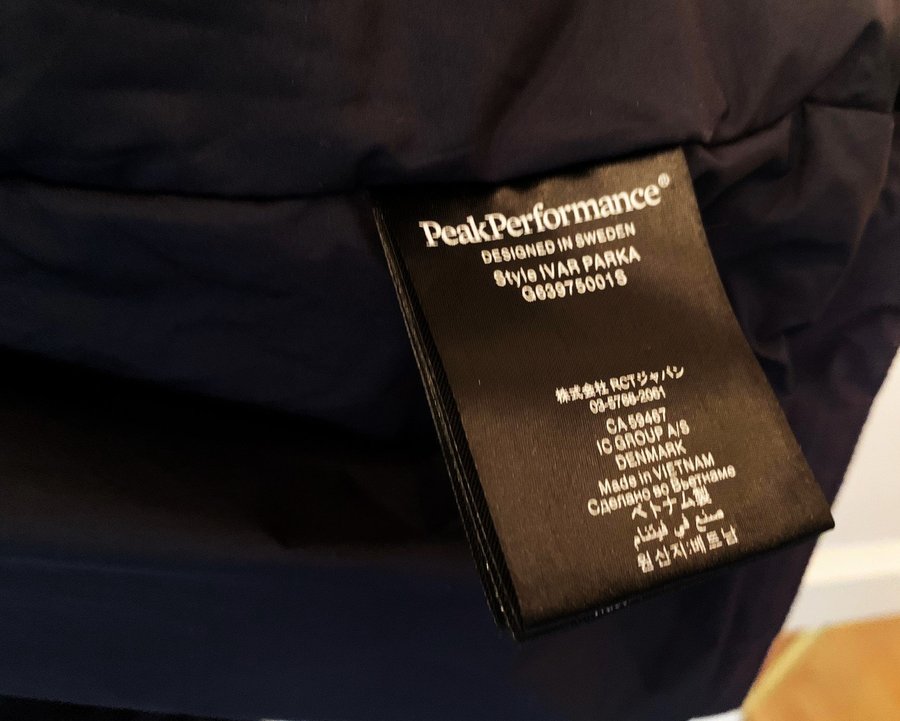 PeakPerformance®
DESIGNED IN SWEDEN
Style IVAR PARKA
G63975001S
株式会社 RCTジャパン
03-5766-2061
CA 59467
IC GROUP A/S
DENMARK
Made in VIETNAM
Сделано во Вьетнаме
ベトナム製
صنع في فيتنام
원산지:베트남